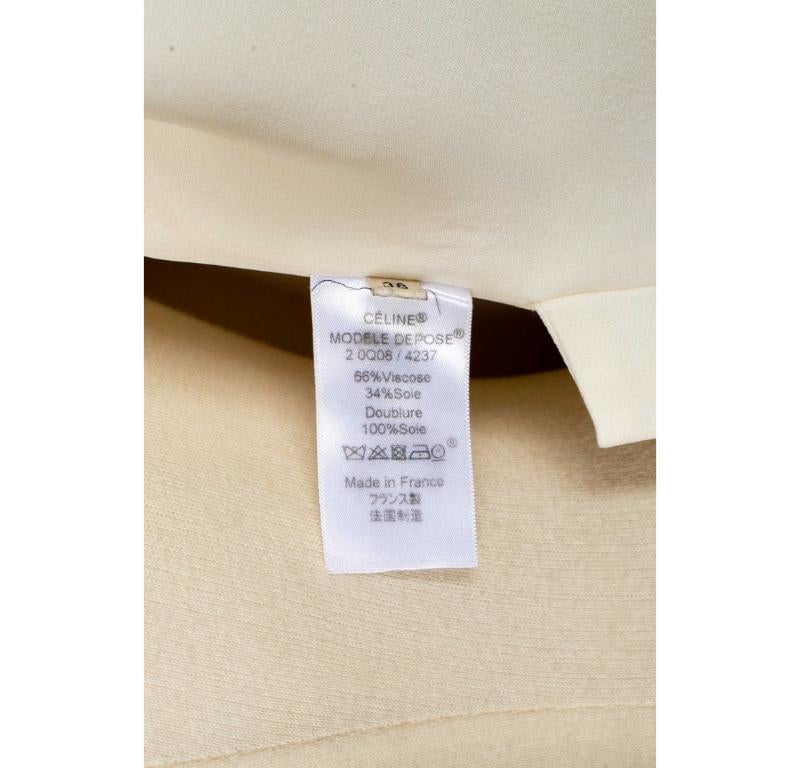 38
CÉLINE®
MODELE DEPOSE®
2 0Q08 / 4237
66%Viscose
34%Soie
Doublure
100%Soie
®
Made in France
フランス製
法国制造